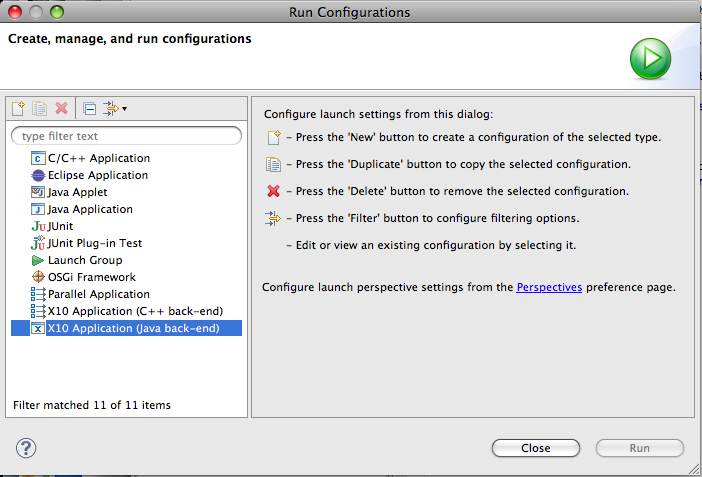 Run Configurations
Create, manage, and run configurations
type filter text
C/C++ Application
Eclipse Application
Java Applet
Java Application
JUnit
JUnit Plug-in Test
Launch Group
OSGi Framework
Parallel Application
X10 Application (C++ back-end)
X10 Application (Java back-end)
Filter matched 11 of 11 items
Configure launch settings from this dialog:
– Press the 'New' button to create a configuration of the selected type.
– Press the 'Duplicate' button to copy the selected configuration.
– Press the 'Delete' button to remove the selected configuration.
– Press the 'Filter' button to configure filtering options.
– Edit or view an existing configuration by selecting it.
Configure launch perspective settings from the Perspectives preference page.
?
Close
Run